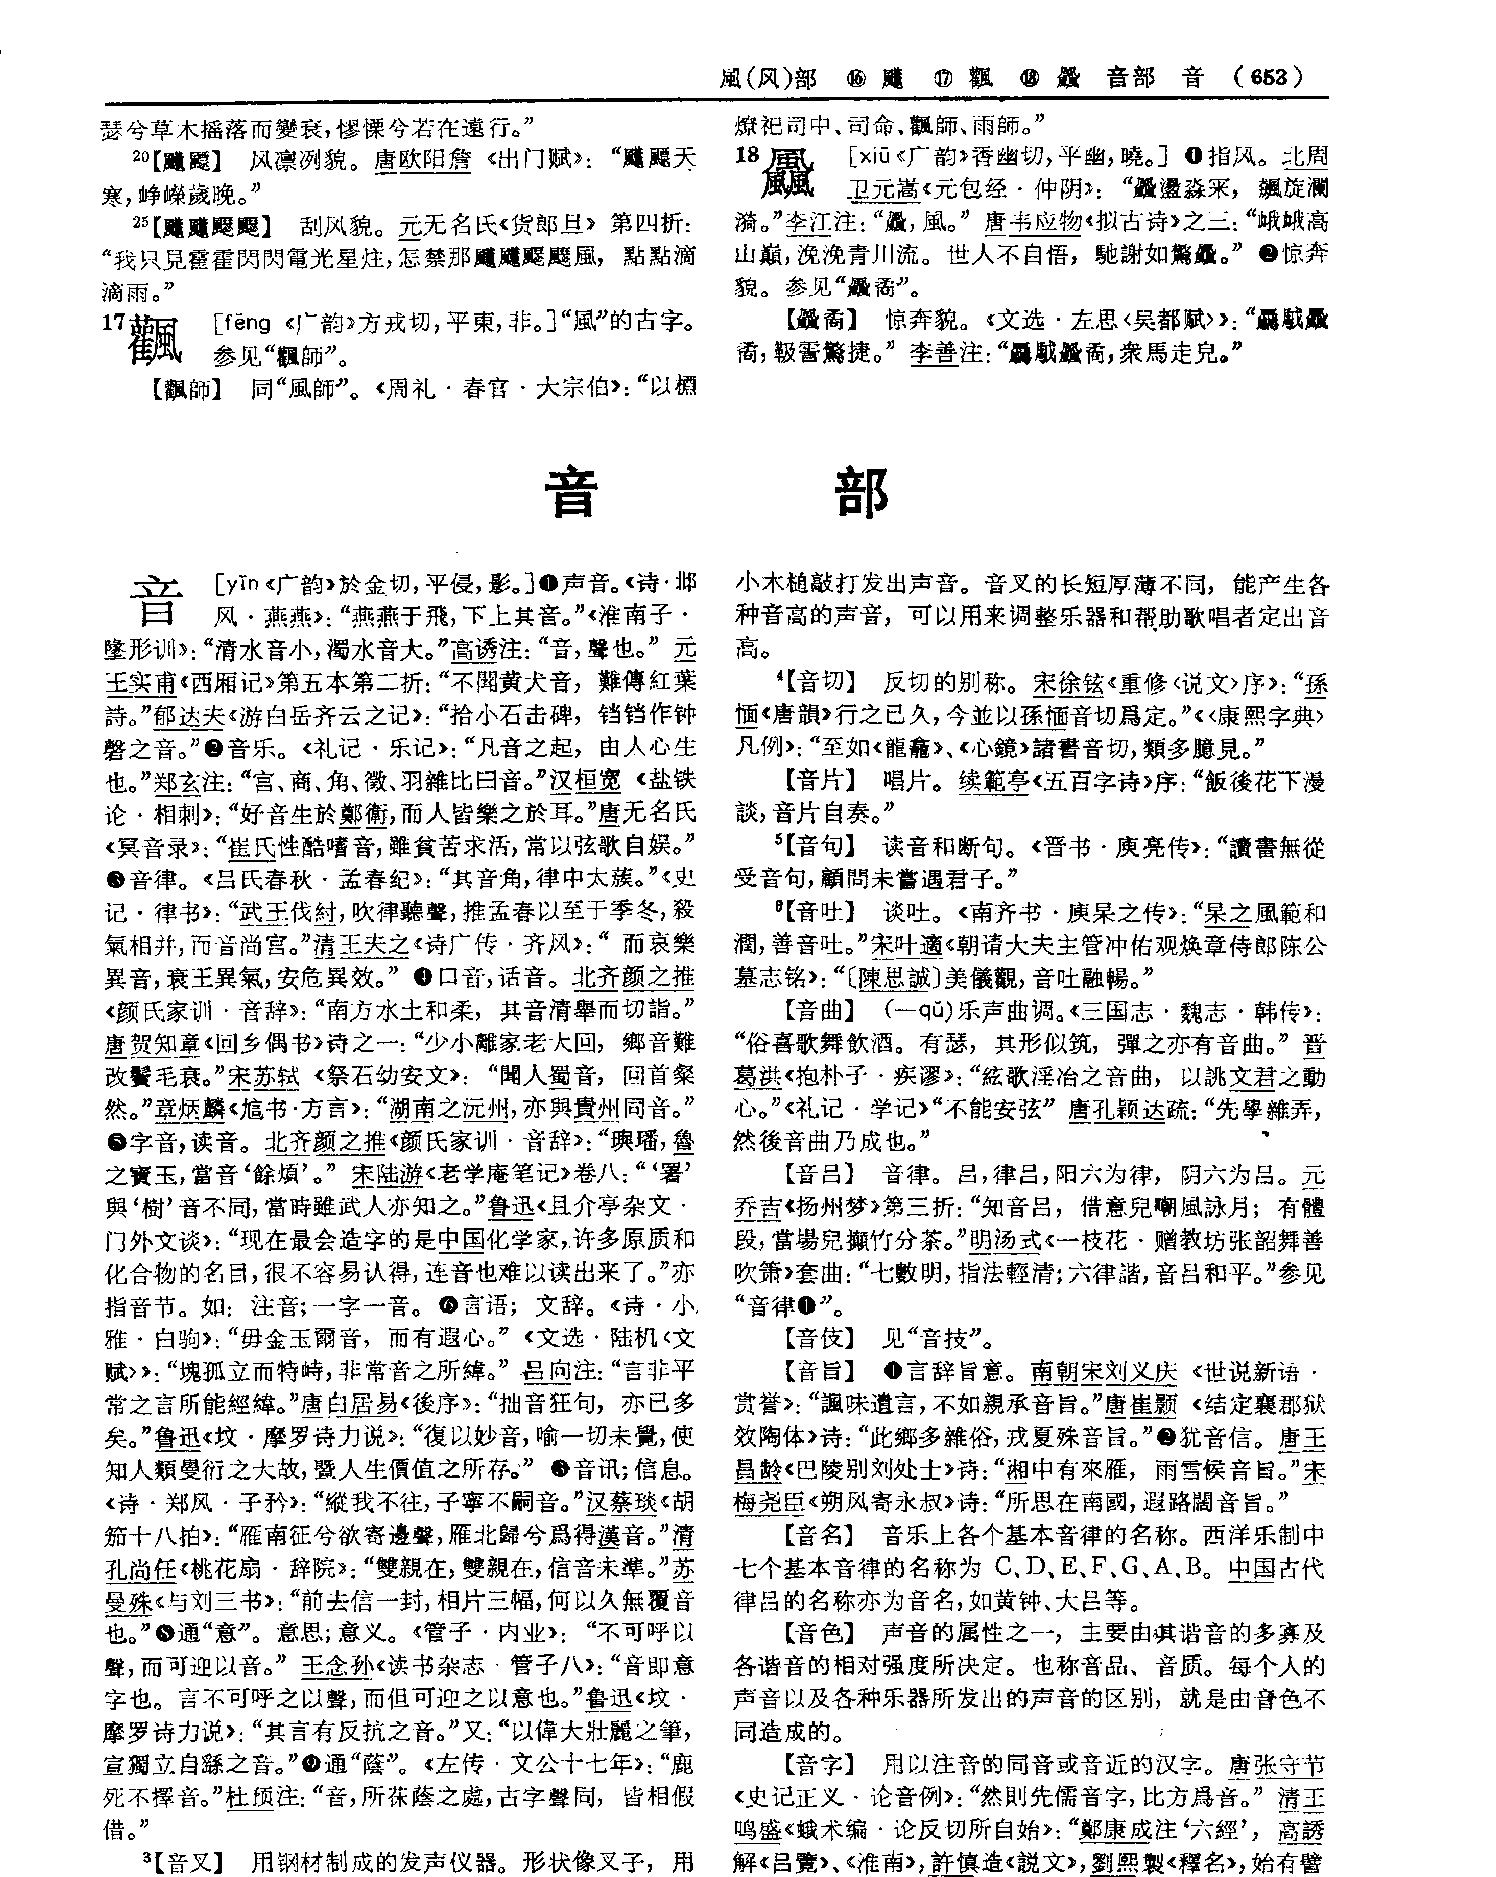 風(风)部 ⑯ 䬟 ⑰ 飌 ⑱ 飍 音部 音 (653)
瑟兮草木摇落而變衰,憀慄兮若在遠行。”
20【飋】 风凛冽貌。唐欧阳詹《出门赋》:“天
寒,峥嶸歲晚。”
25【】 刮风貌。元无名氏《货郎旦》第四折:
“我只見霍霍閃閃電光星炷,怎禁那風,點點滴
滴雨。”
17 飌 [fēng《广韵》方戎切,平東,非。]“風”的古字。
参见“飌師”。
【飌師】 同“風師”。《周礼·春官·大宗伯》:“以槱
燎祀司中、司命、飌師、雨師。”
18 飍 [xiū《广韵》香幽切,平幽,曉。]❶指风。北周
卫元嵩《元包经·仲阴》:“飍淼罙,颻旋瀾
漪。”李江注:“飍,風。”唐韦应物《拟古诗》之三:“峨峨高
山巔,浼浼青川流。世人不自悟,馳謝如驚飍。”❷惊奔
貌。参见“飍矞”。
【飍矞】 惊奔貌。《文选·左思〈吴都赋〉》:“驫駥飍
矞,靸霅驚捷。”李善注:“驫駥飍矞,衆馬走皃。”
音 部
音 [yīn《广韵》於金切,平侵,影。]❶声音。《诗·邶
风·燕燕》:“燕燕于飛,下上其音。”《淮南子·
墬形训》:“清水音小,濁水音大。”高诱注:“音,聲也。”元
王实甫《西厢记》第五本第二折:“不聞黄犬音,難傳紅葉
詩。”郁达夫《游白岳齐云之记》:“拾小石击碑,铛铛作钟
磬之音。”❷音乐。《礼记·乐记》:“凡音之起,由人心生
也。”郑玄注:“宫、商、角、徵、羽雜比曰音。”汉桓宽《盐铁
论·相刺》:“好音生於鄭衛,而人皆樂之於耳。”唐无名氏
《冥音录》:“崔氏性酷嗜音,雖貧苦求活,常以弦歌自娱。”
❸音律。《吕氏春秋·孟春纪》:“其音角,律中太蔟。”《史
记·律书》:“武王伐紂,吹律聽聲,推孟春以至于季冬,殺
氣相并,而音尚宫。”清王夫之《诗广传·齐风》:“而哀樂
異音,衰王異氣,安危異效。”❹口音,话音。北齐颜之推
《颜氏家训·音辞》:“南方水土和柔,其音清舉而切詣。”
唐贺知章《回乡偶书》诗之一:“少小離家老大回,鄉音難
改鬢毛衰。”宋苏轼《祭石幼安文》:“聞人蜀音,回首粲
然。”章炳麟《訄书·方言》:“湖南之沅州,亦與貴州同音。”
❺字音,读音。北齐颜之推《颜氏家训·音辞》:“璵璠,魯
之寶玉,當音‘餘煩’。”宋陆游《老学庵笔记》卷八:“‘署’
與‘樹’音不同,當時雖武人亦知之。”鲁迅《且介亭杂文·
门外文谈》:“现在最会造字的是中国化学家,许多原质和
化合物的名目,很不容易认得,连音也难以读出来了。”亦
指音节。如:注音;一字一音。❻言语;文辞。《诗·小
雅·白驹》:“毋金玉爾音,而有遐心。”《文选·陆机〈文
赋〉》:“塊孤立而特峙,非常音之所緯。”吕向注:“言非平
常之言所能經緯。”唐白居易《後序》:“拙音狂句,亦已多
矣。”鲁迅《坟·摩罗诗力说》:“復以妙音,喻一切未覺,使
知人類曼衍之大故,暨人生價值之所存。”❼音讯;信息。
《诗·郑风·子衿》:“縱我不往,子寧不嗣音。”汉蔡琰《胡
笳十八拍》:“雁南征兮欲寄邊聲,雁北歸兮爲得漢音。”清
孔尚任《桃花扇·辞院》:“雙親在,雙親在,信音未準。”苏
曼殊《与刘三书》:“前去信一封,相片三幅,何以久無覆音
也。”❽通“意”。意思;意义。《管子·内业》:“不可呼以
聲,而可迎以音。”王念孙《读书杂志·管子八》:“音即意
字也。言不可呼之以聲,而但可迎之以意也。”鲁迅《坟·
摩罗诗力说》:“其言有反抗之音。”又:“以偉大壯麗之筆,
宣獨立自繇之音。”❾通“蔭”。《左传·文公十七年》:“鹿
死不擇音。”杜预注:“音,所茠蔭之處,古字聲同,皆相假
借。”
3【音叉】 用钢材制成的发声仪器。形状像叉子,用
小木槌敲打发出声音。音叉的长短厚薄不同,能产生各
种音高的声音,可以用来调整乐器和帮助歌唱者定出音
高。
4【音切】 反切的别称。宋徐铉《重修〈说文〉序》:“孫
愐《唐韻》行之已久,今並以孫愐音切爲定。”《〈康熙字典〉
凡例》:“至如《龍龕》、《心鏡》諸書音切,類多臆見。”
【音片】 唱片。续範亭《五百字诗》序:“飯後花下漫
談,音片自奏。”
5【音句】 读音和断句。《晋书·庾亮传》:“讀書無從
受音句,顧問未嘗遇君子。”
6【音吐】 谈吐。《南齐书·庾杲之传》:“杲之風範和
潤,善音吐。”宋叶適《朝请大夫主管冲佑观焕章侍郎陈公
墓志铭》:“〔陳思誠〕美儀觀,音吐融暢。”
【音曲】 (—qǔ)乐声曲调。《三国志·魏志·韩传》:
“俗喜歌舞飲酒。有瑟,其形似筑,彈之亦有音曲。”晋
葛洪《抱朴子·疾谬》:“絃歌淫冶之音曲,以誂文君之動
心。”《礼记·学记》“不能安弦”唐孔颖达疏:“先學雜弄,
然後音曲乃成也。”
【音吕】 音律。吕,律吕,阳六为律,阴六为吕。元
乔吉《扬州梦》第三折:“知音吕,借意兒嘲風詠月;有體
段,當場兒攧竹分茶。”明汤式《一枝花·赠教坊张韶舞善
吹箫》套曲:“七數明,指法輕清;六律諧,音吕和平。”参见
“音律❶”。
【音伎】 见“音技”。
【音旨】 ❶言辞旨意。南朝宋刘义庆《世说新语·
赏誉》:“諷味遺言,不如親承音旨。”唐崔颢《结定襄郡狱
效陶体》诗:“此鄉多雜俗,戎夏殊音旨。”❷犹音信。唐王
昌龄《巴陵别刘处士》诗:“湘中有來雁,雨雪候音旨。”宋
梅尧臣《朔风寄永叔》诗:“所思在南國,遐路闊音旨。”
【音名】 音乐上各个基本音律的名称。西洋乐制中
七个基本音律的名称为 C、D、E、F、G、A、B。中国古代
律吕的名称亦为音名,如黄钟、大吕等。
【音色】 声音的属性之一,主要由其谐音的多寡及
各谐音的相对强度所决定。也称音品、音质。每个人的
声音以及各种乐器所发出的声音的区别,就是由音色不
同造成的。
【音字】 用以注音的同音或音近的汉字。唐张守节
《史记正义·论音例》:“然則先儒音字,比方爲音。”清王
鸣盛《蛾术编·论反切所自始》:“鄭康成注‘六經’,高誘
解《吕覽》、《淮南》,許慎造《説文》,劉熙製《釋名》,始有譬